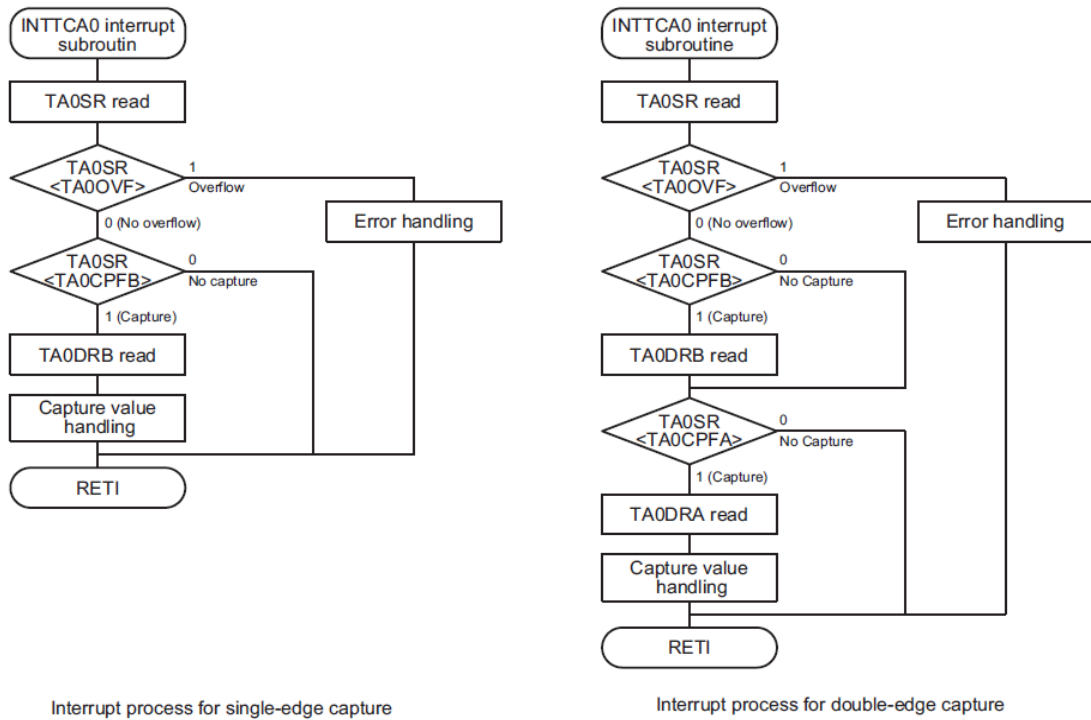 INTTCA0 interrupt
subroutin
TA0SR read
TA0SR
<TA0OVF>
1
Overflow
0 (No overflow)
Error handling
TA0SR
<TA0CPFB>
0
No capture
1 (Capture)
TA0DRB read
Capture value
handling
RETI
Interrupt process for single-edge capture
INTTCA0 interrupt
subroutine
TA0SR read
TA0SR
<TA0OVF>
1
Overflow
0 (No overflow)
Error handling
TA0SR
<TA0CPFB>
0
No Capture
1 (Capture)
TA0DRB read
TA0SR
<TA0CPFA>
0
No Capture
1 (Capture)
TA0DRA read
Capture value
handling
RETI
Interrupt process for double-edge capture